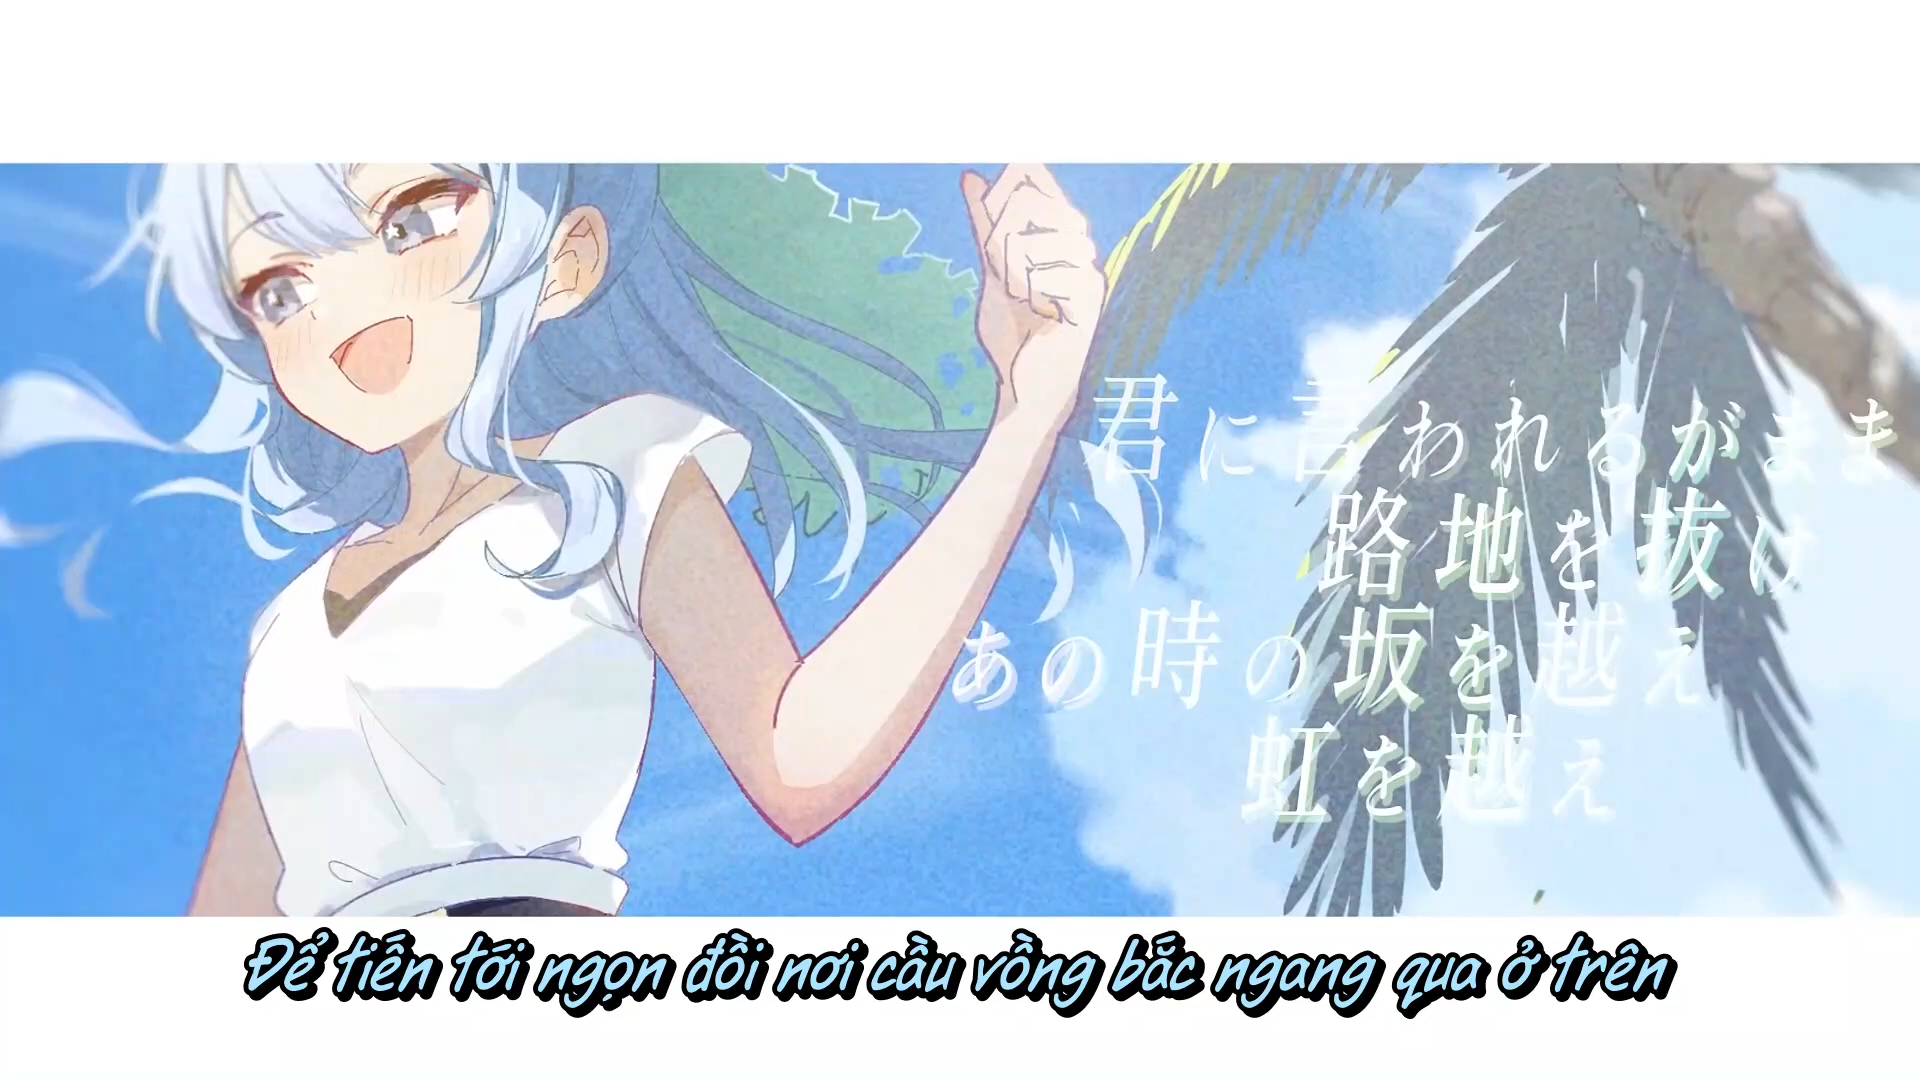 君に言われるがまま
路地を抜け
あの時の坂を越え
虹を越え
Để tiến tới ngọn đồi nơi cầu vồng bắc ngang qua ở trên